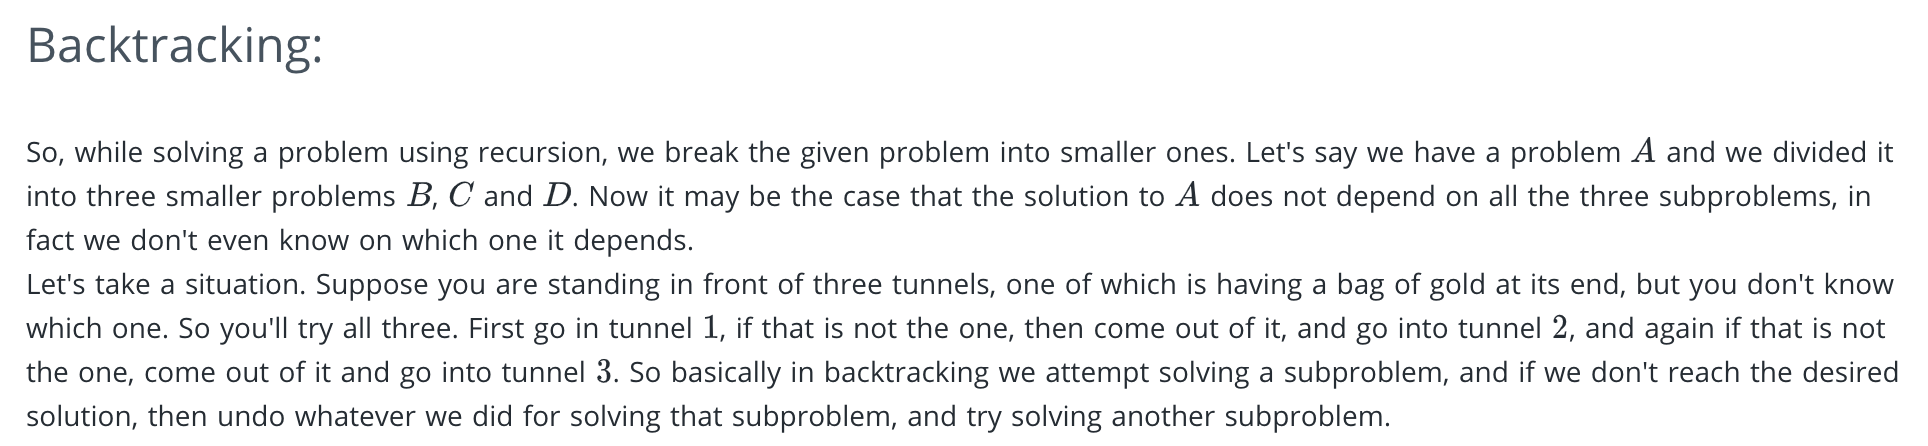 Backtracking:
So, while solving a problem using recursion, we break the given problem into smaller ones. Let's say we have a problem A and we divided it
into three smaller problems B, C and D. Now it may be the case that the solution to A does not depend on all the three subproblems, in
fact we don't even know on which one it depends.
Let's take a situation. Suppose you are standing in front of three tunnels, one of which is having a bag of gold at its end, but you don't know
which one. So you'll try all three. First go in tunnel 1, if that is not the one, then come out of it, and go into tunnel 2, and again if that is not
the one, come out of it and go into tunnel 3. So basically in backtracking we attempt solving a subproblem, and if we don't reach the desired
solution, then undo whatever we did for solving that subproblem, and try solving another subproblem.